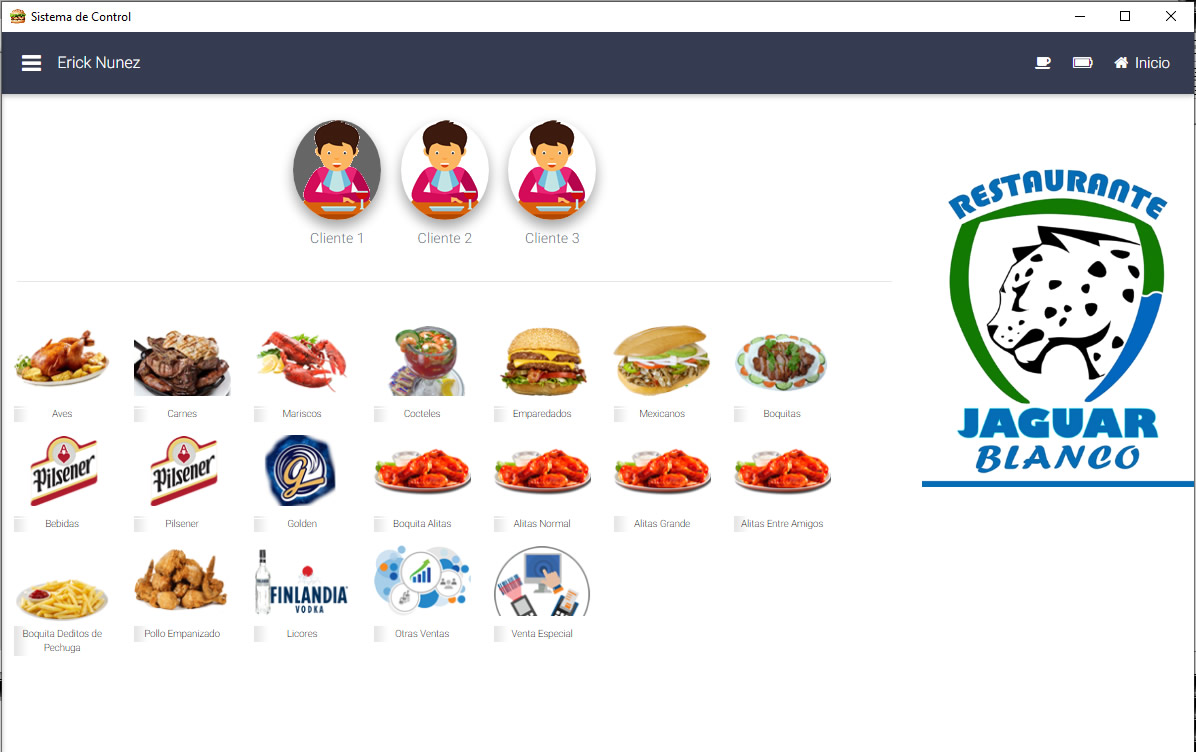 Sistema de Control
Erick Nunez
Inicio
Cliente 1
Cliente 2
Cliente 3
RESTAURANTE
JAGUAR
BLANCO
Aves
Carnes
Mariscos
Cocteles
Emparedados
Mexicanos
Boquitas
Pilsener
Pilsener
g
Bebidas
Pilsener
Golden
Boquita Alitas
Alitas Normal
Alitas Grande
Alitas Entre Amigos
FINLANDIA
VODKA
Boquita Deditos de
Pechuga
Pollo Empanizado
Licores
Otras Ventas
Venta Especial